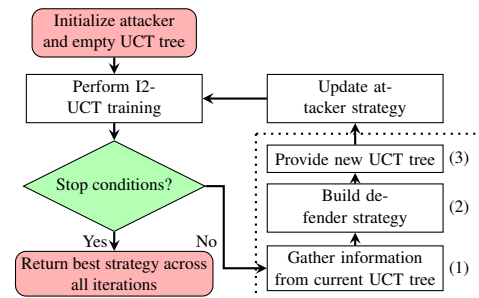 Initialize attacker
and empty UCT tree
Perform I2-
UCT training
Update at-
tacker strategy
Stop conditions?
Provide new UCT tree
(3)
Build de-
fender strategy
(2)
Gather information
from current UCT tree
(1)
Yes
No
Return best strategy across
all iterations